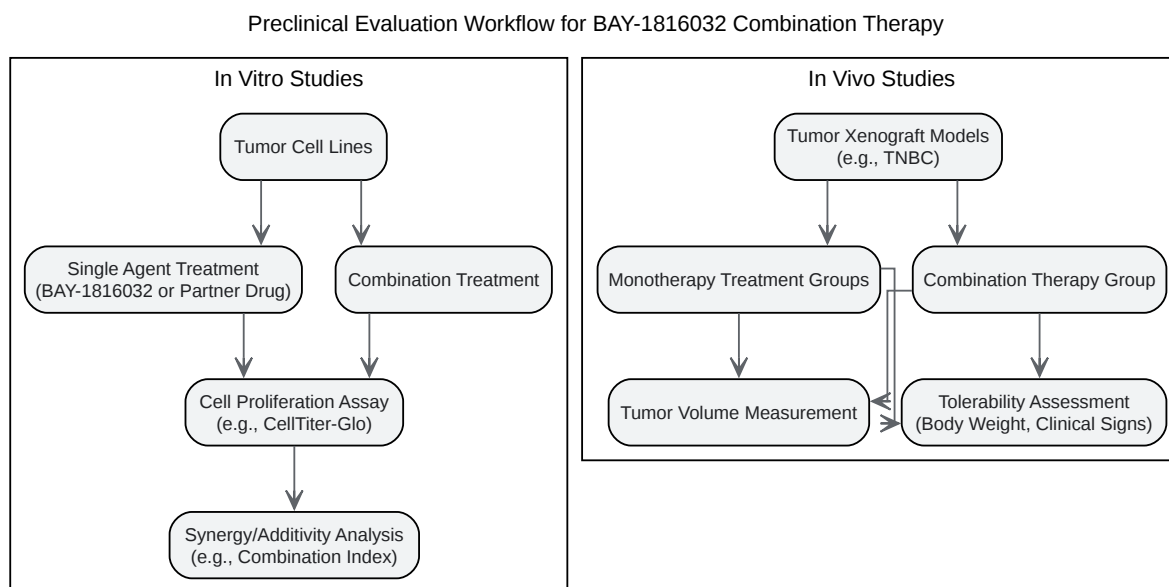 Preclinical Evaluation Workflow for BAY-1816032 Combination Therapy
In Vitro Studies
Tumor Cell Lines
Single Agent Treatment
(BAY-1816032 or Partner Drug)
Combination Treatment
Cell Proliferation Assay
(e.g., CellTiter-Glo)
Synergy/Additivity Analysis
(e.g., Combination Index)
In Vivo Studies
Tumor Xenograft Models
(e.g., TNBC)
Monotherapy Treatment Groups
Combination Therapy Group
Tumor Volume Measurement
Tolerability Assessment
(Body Weight, Clinical Signs)